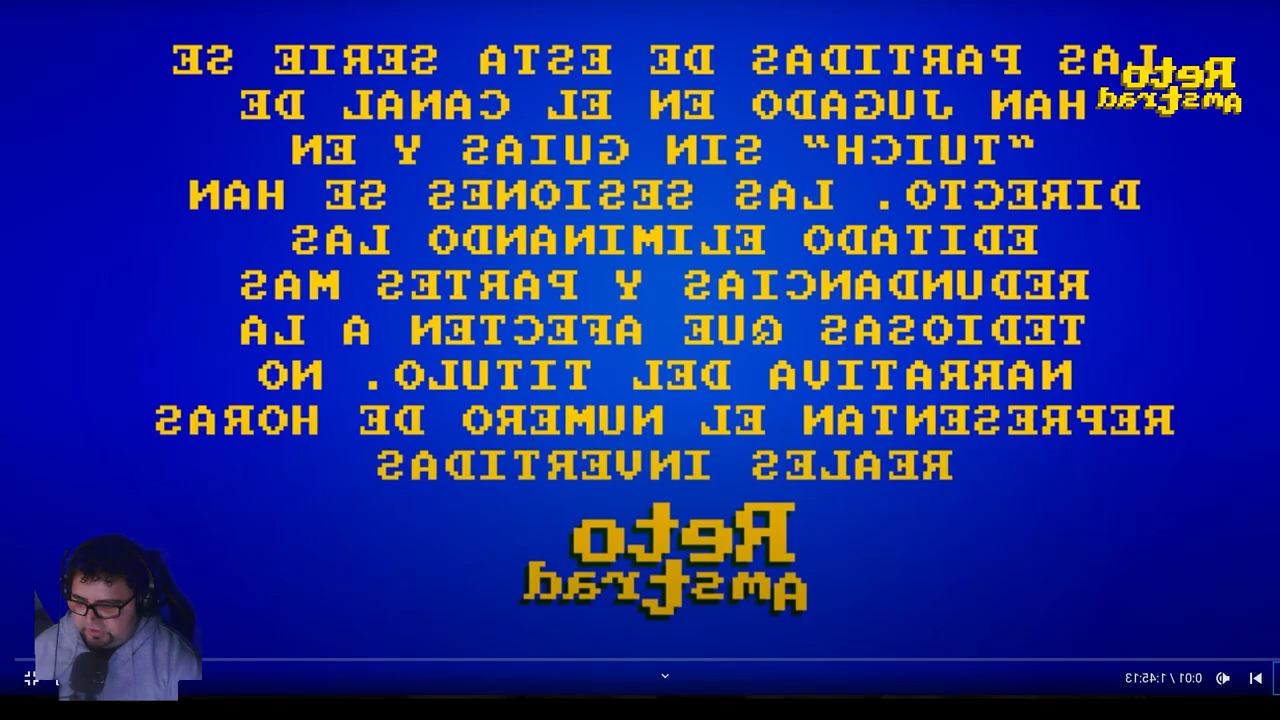 LAS PARTIDAS DE ESTA SERIE SE
HAN JUGADO EN EL CANAL DE
"TUICH" SIN GUIAS Y EN
DIRECTO. LAS SESIONES SE HAN
EDITADO ELIMINANDO LAS
REDUNDANCIAS Y PARTES MAS
TEDIOSAS QUE AFECTEN A LA
NARRATIVA DEL TITULO. NO
REPRESENTAN EL NUMERO DE HORAS
REALES INVERTIDAS
Reto
Amstrad
Reto
Amstrad
0:01 / 1:45:13